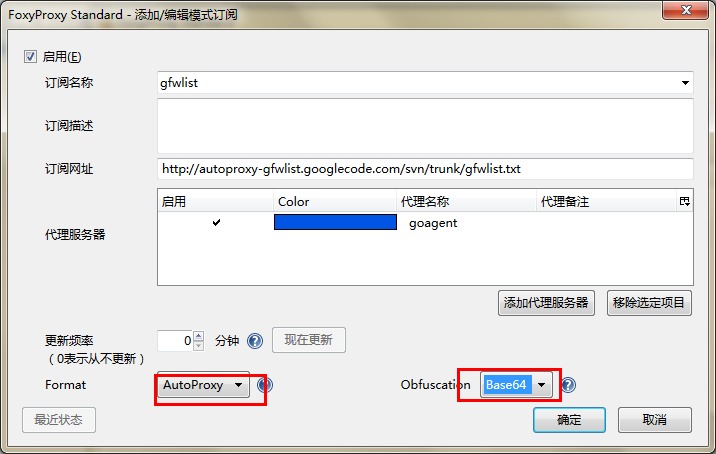 FoxyProxy Standard - 添加/编辑模式订阅
启用(E)
订阅名称 gfwlist
订阅描述
订阅网址 http://autoproxy-gfwlist.googlecode.com/svn/trunk/gfwlist.txt
启用 Color 代理名称 代理备注
代理服务器 goagent
添加代理服务器 移除选定项目
更新频率 0 分钟 现在更新
（0表示从不更新）
Format AutoProxy Obfuscation Base64
最近状态 确定 取消